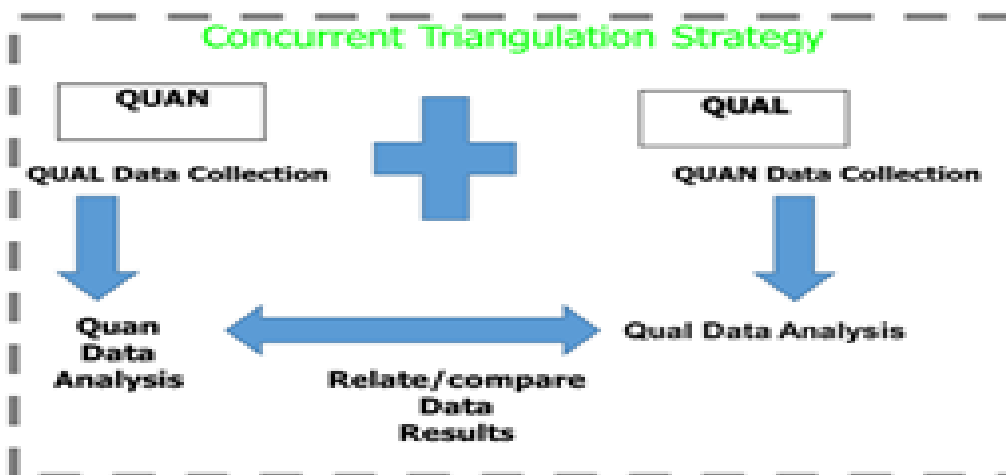 Concurrent Triangulation Strategy
QUAN
QUAL
QUAL Data Collection
QUAN Data Collection
Quan
Data
Analysis
Qual Data Analysis
Relate/compare
Data
Results